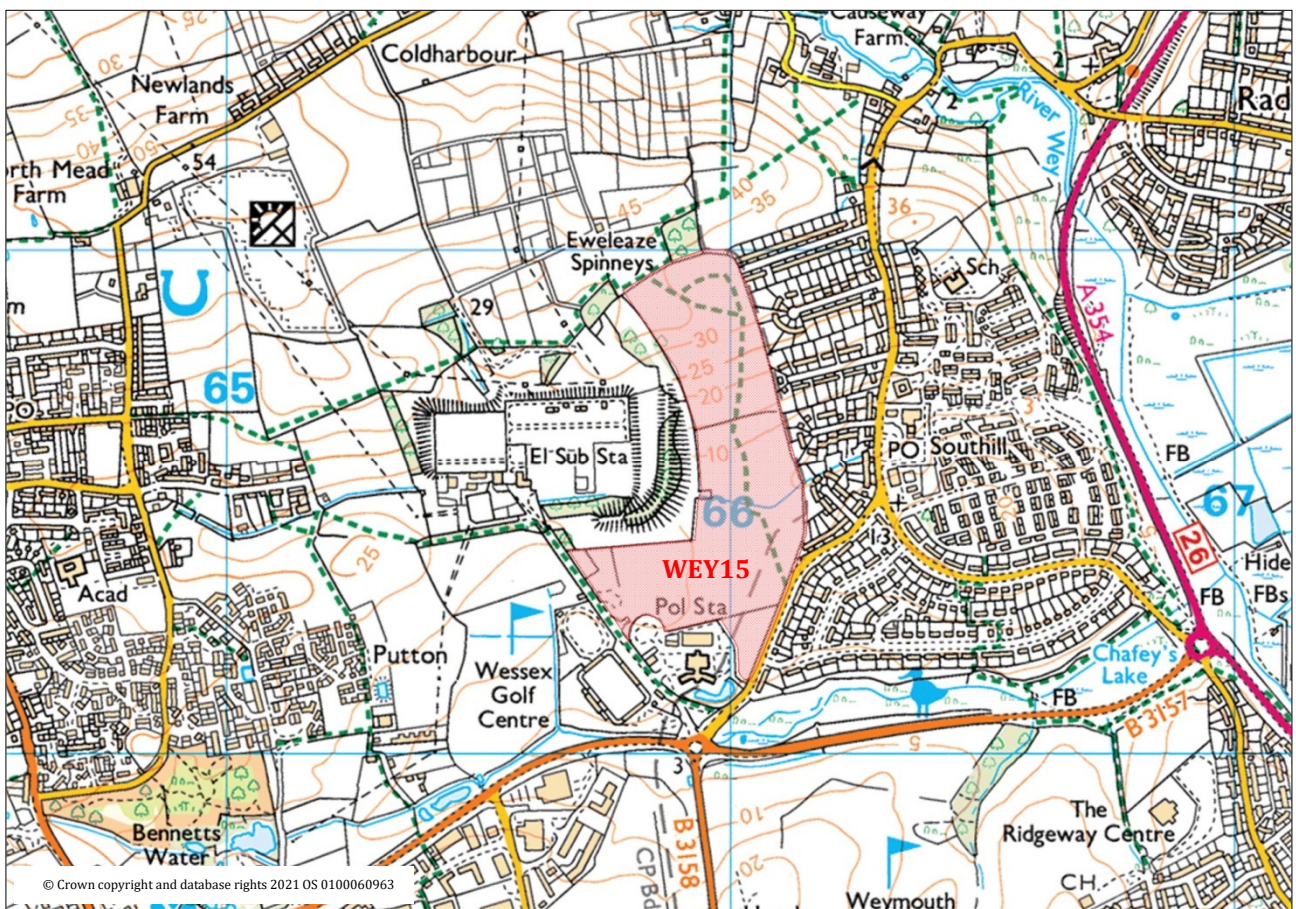 Causeway
Farm
Coldharbour
Newlands
Farm
25
30
35
40
50
54
2
2
River Wey
Rad
rth Mead
Farm
45
40
35
36
Eweleaze
Spinneys
Sch
29
A 354
m
65
30
25
20
10
3
El Sub Sta
PO
Southill
FB
66
67
20
26
25
13
WEY15
Hide
Acad
Pol Sta
FB
FBs
Putton
Wessex
Golf
Centre
Chafey's
Lake
FB
B 3157
5
3
10
The
Ridgeway Centre
Bennetts
Water
B 3158
CP Bd
20
CH
Weymouth
© Crown copyright and database rights 2021 OS 0100060963